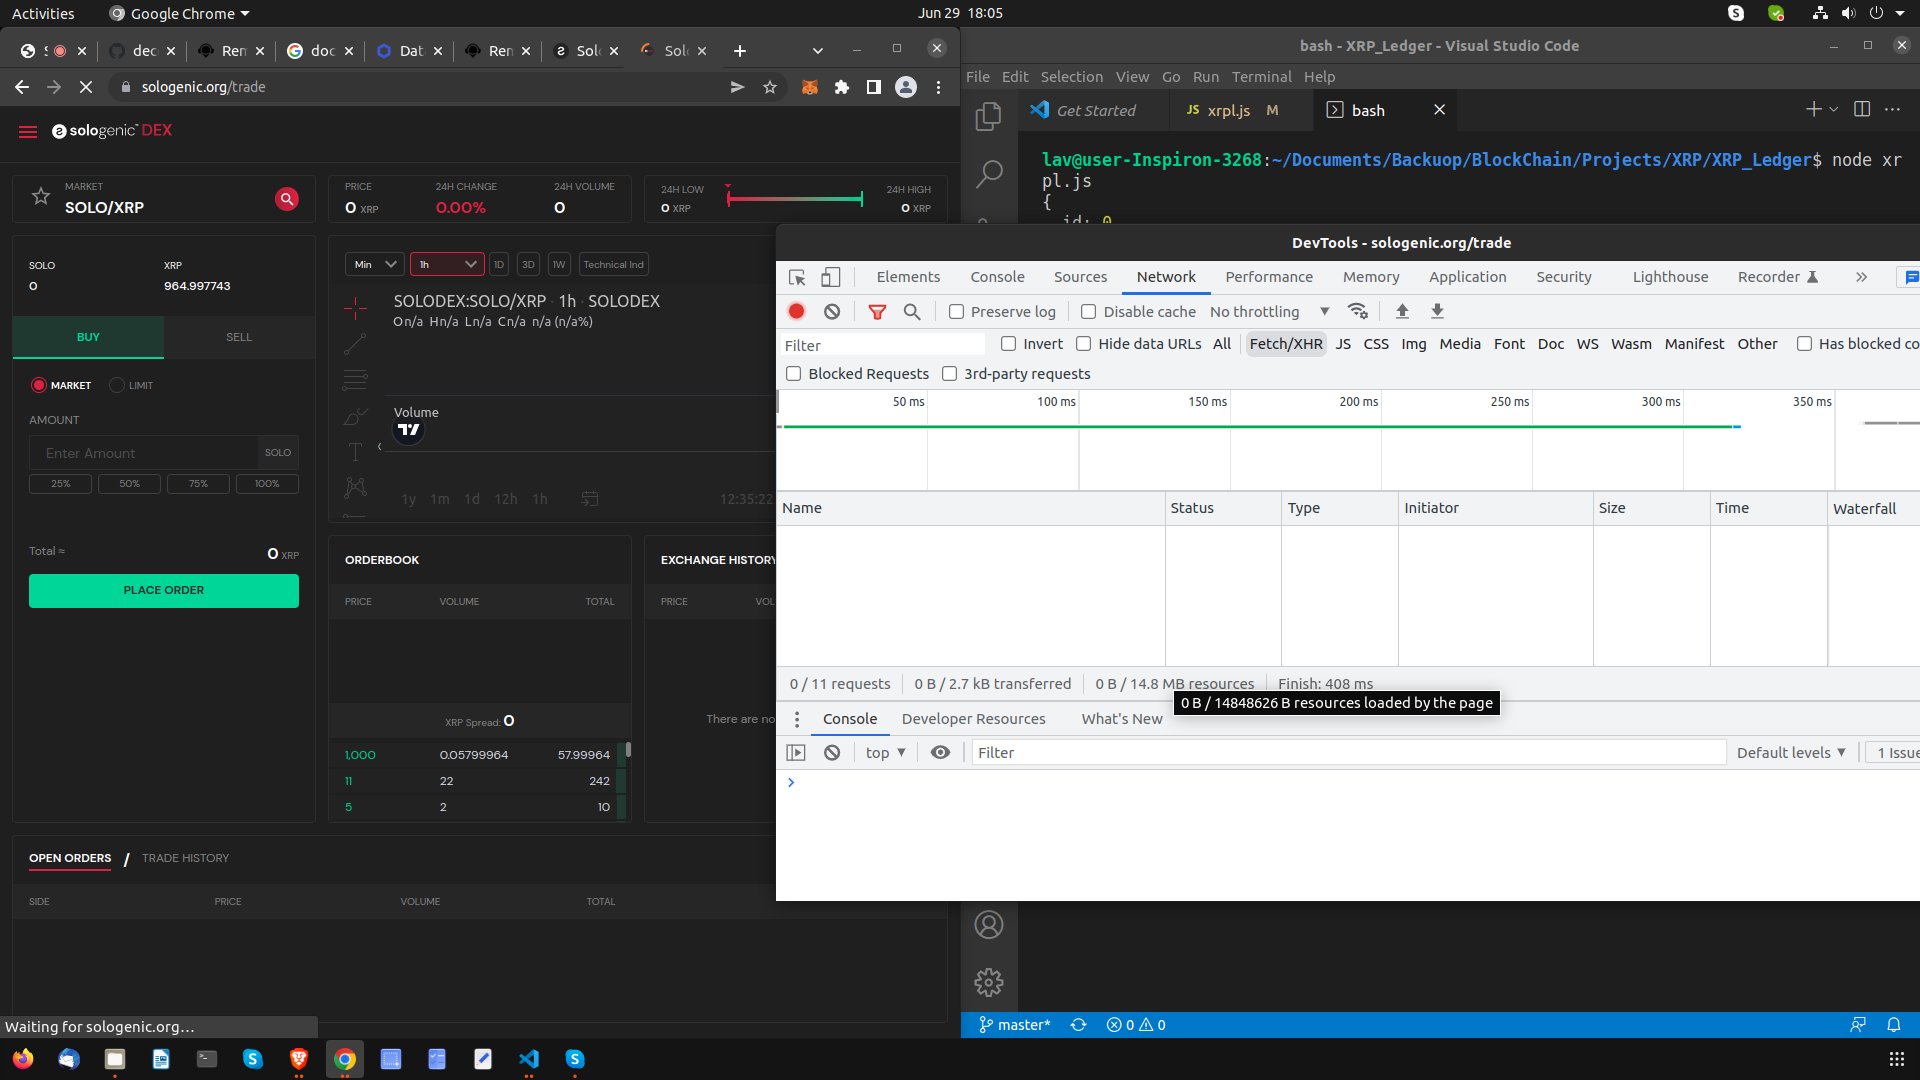 Activities
Google Chrome
Jun 29 18:05
dec
Ren
doc
Dat
Ren
Sol
Sol
sologenic.org/trade
sologenic DEX
MARKET
SOLO/XRP
PRICE
0 XRP
24H CHANGE
0.00%
24H VOLUME
0
24H LOW
0 XRP
24H HIGH
0 XRP
SOLO
0
XRP
964.997743
BUY
SELL
MARKET
LIMIT
AMOUNT
Enter Amount
SOLO
25%
50%
75%
100%
Total ≈
0 XRP
PLACE ORDER
Min
1h
1D
3D
1W
Technical Ind
SOLODEX:SOLO/XRP · 1h · SOLODEX
On/a Hn/a Ln/a Cn/a n/a (n/a%)
Volume
1y 1m 1d 12h 1h
12:35:22
ORDERBOOK
PRICE VOLUME TOTAL
XRP Spread: 0
1,000 0.05799964 57.99964
11 22 242
5 2 10
EXCHANGE HISTORY
PRICE VOL
There are no
OPEN ORDERS / TRADE HISTORY
SIDE PRICE VOLUME TOTAL
Waiting for sologenic.org…
bash - XRP_Ledger - Visual Studio Code
File Edit Selection View Go Run Terminal Help
Get Started
JS xrpl.js M
bash
lav@user-Inspiron-3268:~/Documents/Backuop/BlockChain/Projects/XRP/XRP_Ledger$ node xr
pl.js
{
id: 0
DevTools - sologenic.org/trade
Elements Console Sources Network Performance Memory Application Security Lighthouse Recorder
Preserve log
Disable cache
No throttling
Filter
Invert
Hide data URLs
All Fetch/XHR JS CSS Img Media Font Doc WS Wasm Manifest Other
Has blocked co
Blocked Requests
3rd-party requests
50 ms 100 ms 150 ms 200 ms 250 ms 300 ms 350 ms
Name Status Type Initiator Size Time Waterfall
0 / 11 requests
0 B / 2.7 kB transferred
0 B / 14.8 MB resources
Finish: 408 ms
0 B / 14848626 B resources loaded by the page
Console
Developer Resources
What's New
top
Filter
Default levels
1 Issue
master*
0
0